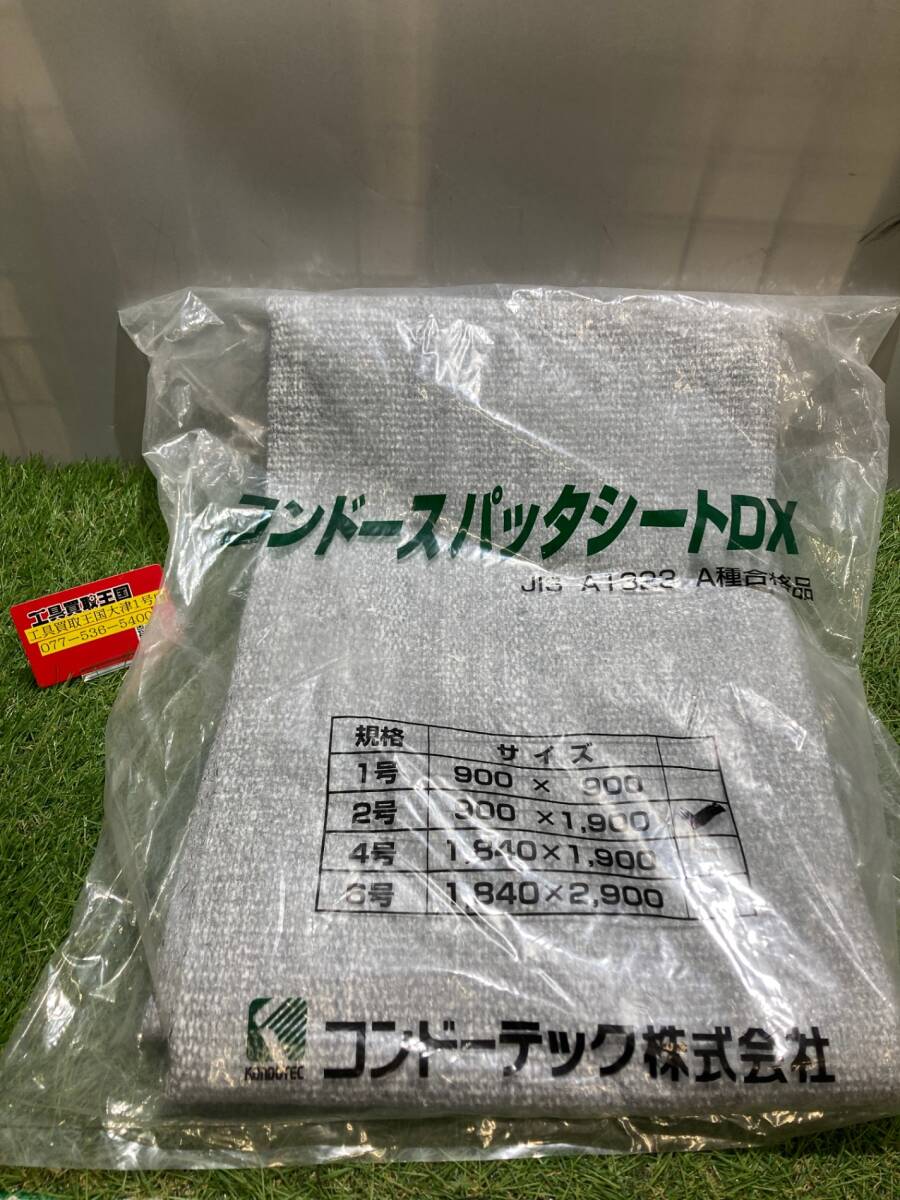 コンドースパッタシートDX
JIS A1323 A種合格品
工具買取王国
工具買取王国大津1号
077-536-5400
規格 サイズ
1号 900 × 900
2号 900 ×1,900
4号 1,840×1,900
6号 1,840×2,900
KONDOTEC
コンドーテック株式会社